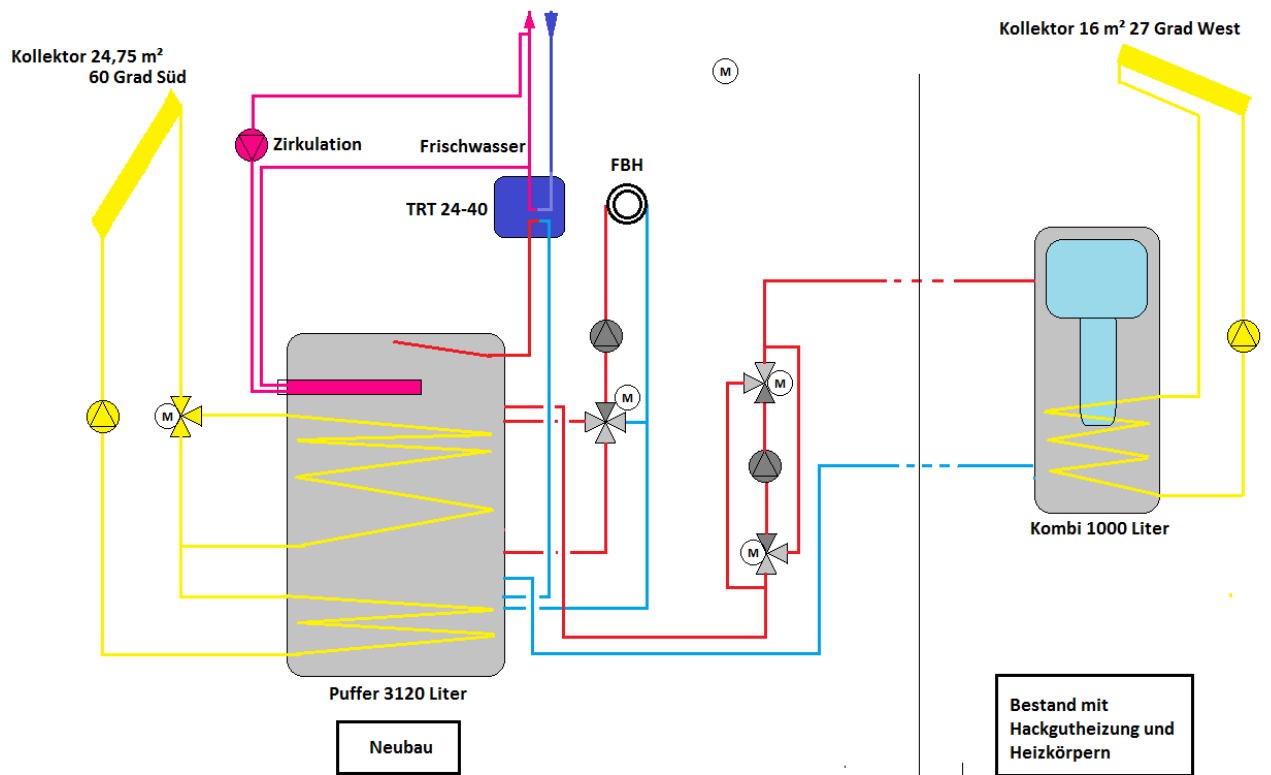 Kollektor 24,75 m²
60 Grad Süd
Kollektor 16 m² 27 Grad West
M
Zirkulation
Frischwasser
FBH
TRT 24-40
M
M
M
M
Kombi 1000 Liter
Puffer 3120 Liter
Neubau
Bestand mit
Hackgutheizung und
Heizkörpern